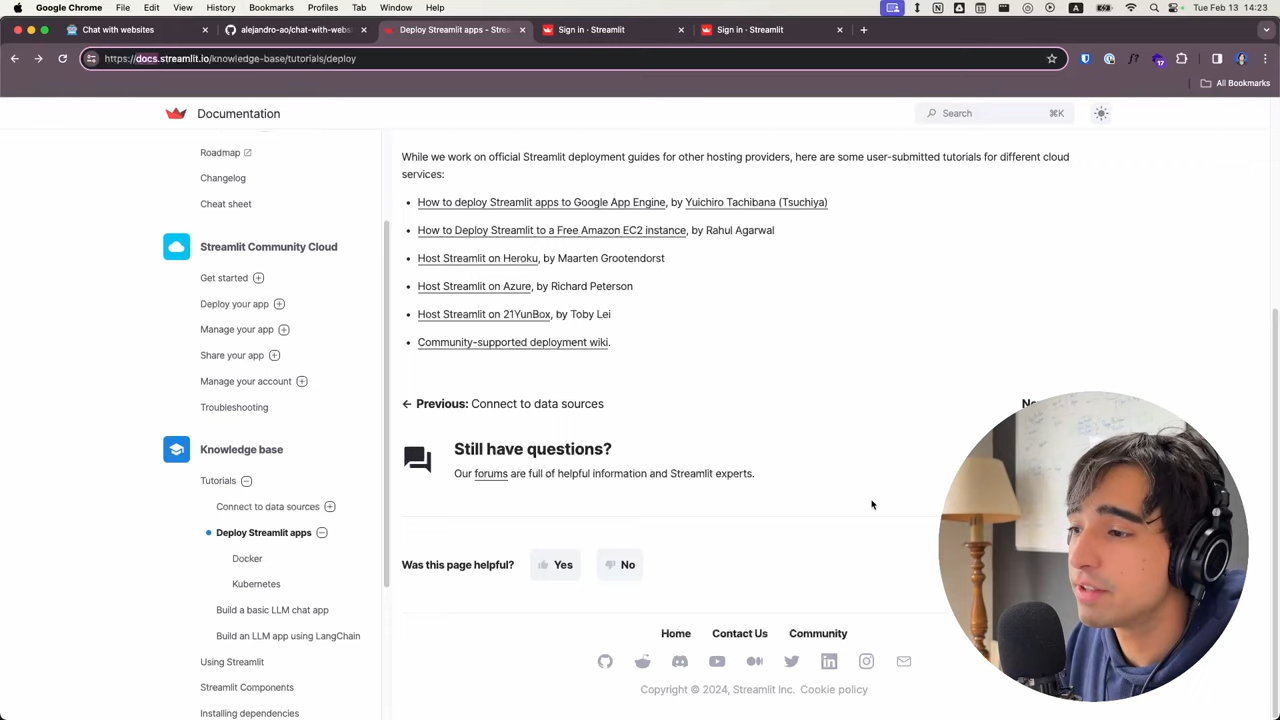 Google Chrome File Edit View History Bookmarks Profiles Tab Window Help
Tue Feb 13 14:23
Chat with websites
alejandro-ao/chat-with-webs
Deploy Streamlit apps - Strea
Sign in · Streamlit
Sign in · Streamlit
https://docs.streamlit.io/knowledge-base/tutorials/deploy
17
All Bookmarks
Documentation
Search ⌘K
Roadmap
Changelog
Cheat sheet
Streamlit Community Cloud
Get started
Deploy your app
Manage your app
Share your app
Manage your account
Troubleshooting
Knowledge base
Tutorials
Connect to data sources
Deploy Streamlit apps
Docker
Kubernetes
Build a basic LLM chat app
Build an LLM app using LangChain
Using Streamlit
Streamlit Components
Installing dependencies
While we work on official Streamlit deployment guides for other hosting providers, here are some user-submitted tutorials for different cloud
services:
• How to deploy Streamlit apps to Google App Engine, by Yuichiro Tachibana (Tsuchiya)
• How to Deploy Streamlit to a Free Amazon EC2 instance, by Rahul Agarwal
• Host Streamlit on Heroku, by Maarten Grootendorst
• Host Streamlit on Azure, by Richard Peterson
• Host Streamlit on 21YunBox, by Toby Lei
• Community-supported deployment wiki.
← Previous: Connect to data sources
Still have questions?
Our forums are full of helpful information and Streamlit experts.
Was this page helpful? Yes No
Home Contact Us Community
Copyright © 2024, Streamlit Inc. Cookie policy